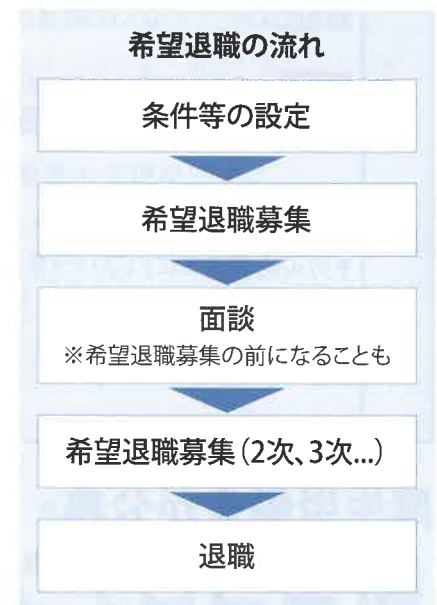 希望退職の流れ
条件等の設定
希望退職募集
面談
※希望退職募集の前になることも
希望退職募集(2次、3次...)
退職